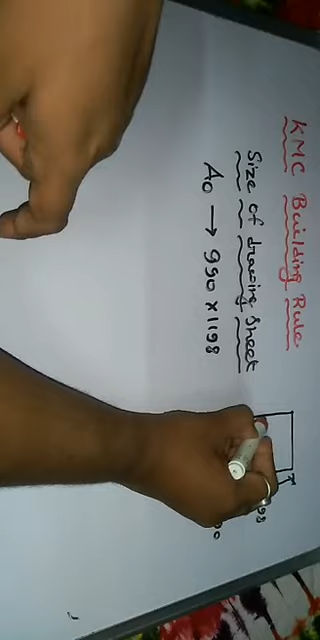 KMC Building Rule
Size of drawing Sheet
A0 → 990 × 1198